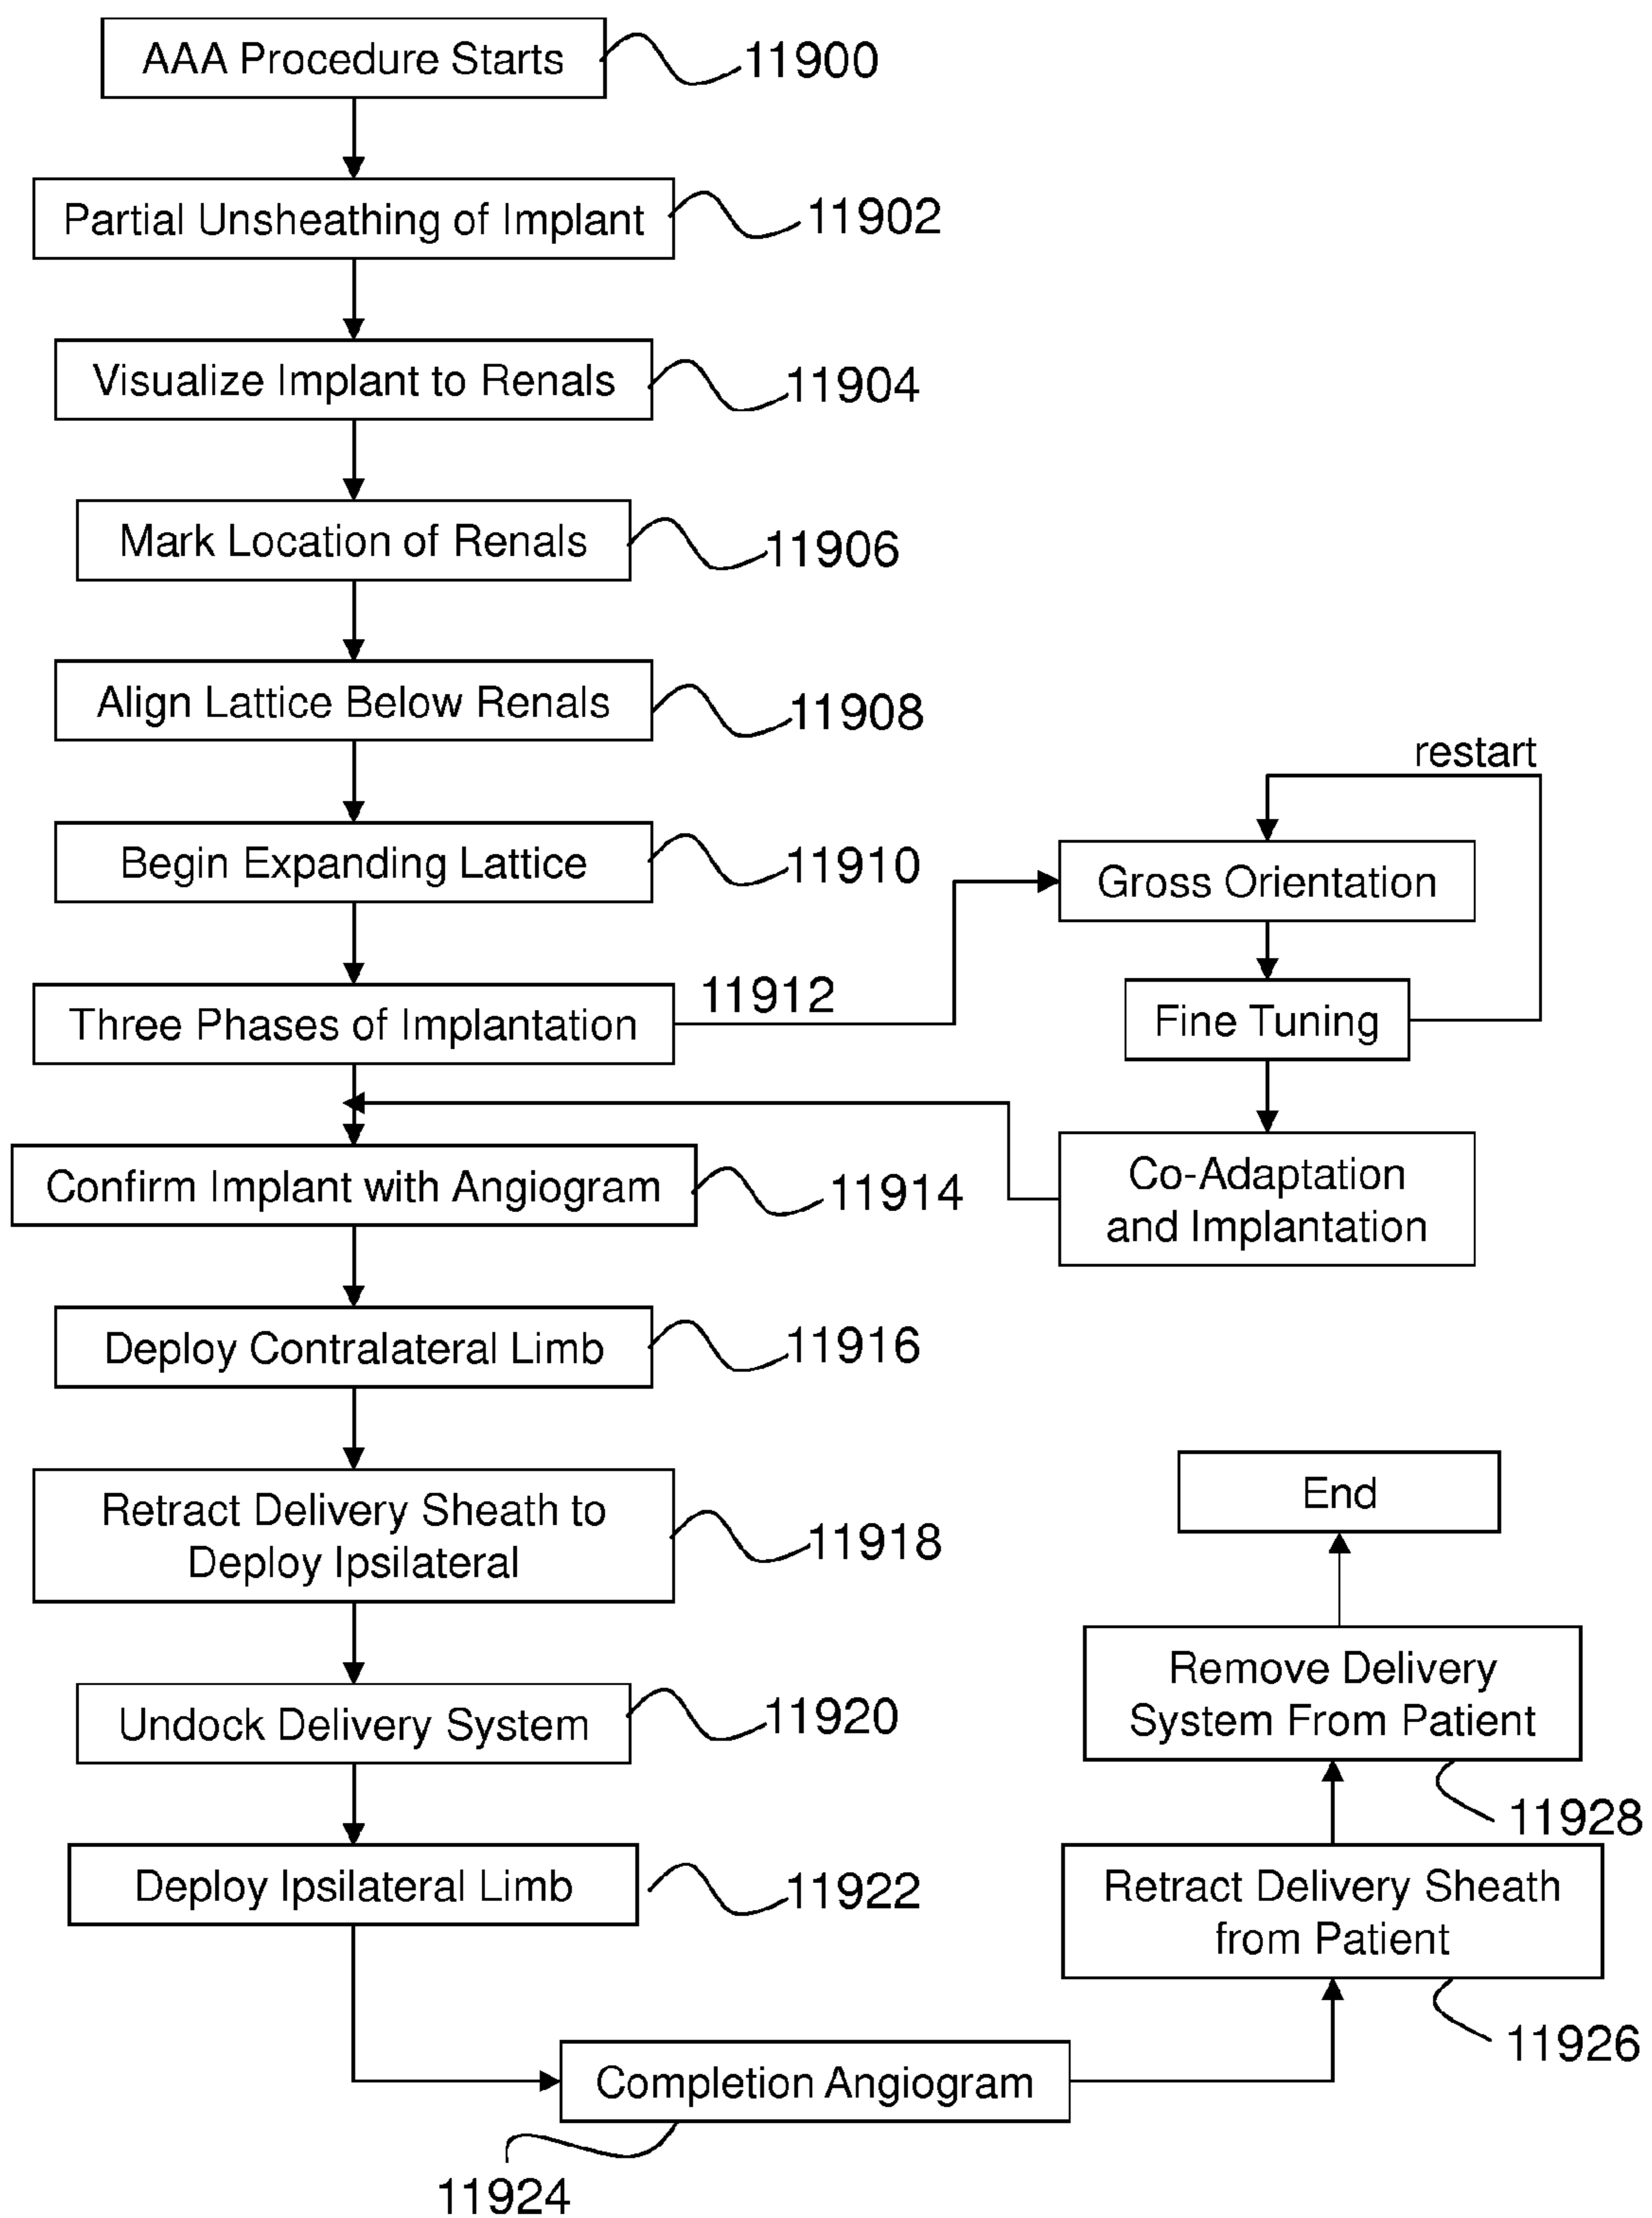 AAA Procedure Starts
11900
Partial Unsheathing of Implant
11902
Visualize Implant to Renals
11904
Mark Location of Renals
11906
Align Lattice Below Renals
11908
Begin Expanding Lattice
11910
Three Phases of Implantation
11912
restart
Gross Orientation
Fine Tuning
Co-Adaptation
and Implantation
Confirm Implant with Angiogram
11914
Deploy Contralateral Limb
11916
Retract Delivery Sheath to
Deploy Ipsilateral
11918
Undock Delivery System
11920
Deploy Ipsilateral Limb
11922
Completion Angiogram
11924
Retract Delivery Sheath
from Patient
11926
Remove Delivery
System From Patient
11928
End